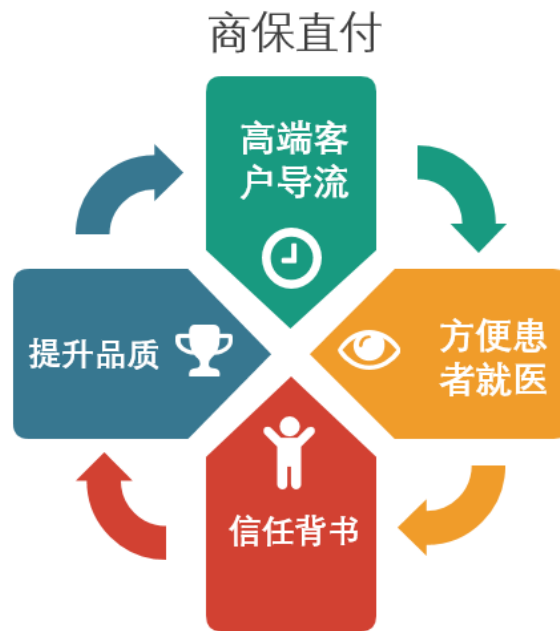 商保直付
高端客
户导流
方便患
者就医
信任背书
提升品质